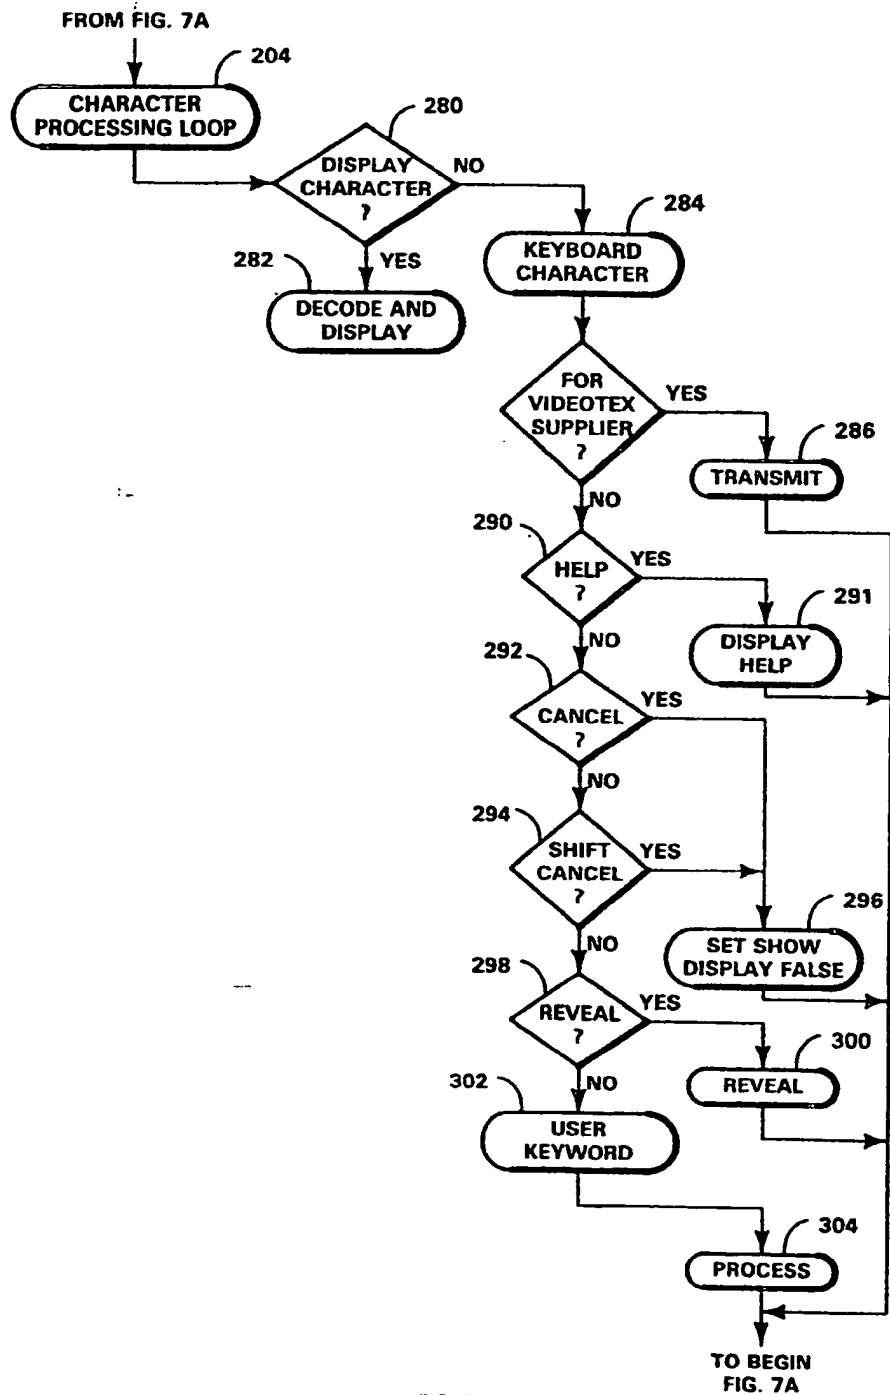 FROM FIG. 7A
204
CHARACTER
PROCESSING LOOP
280
DISPLAY
CHARACTER
?
NO
YES
282
DECODE AND
DISPLAY
284
KEYBOARD
CHARACTER
FOR
VIDEOTEX
SUPPLIER
?
YES
286
TRANSMIT
NO
290
HELP
?
YES
291
DISPLAY
HELP
NO
292
CANCEL
?
YES
NO
294
SHIFT
CANCEL
?
YES
296
SET SHOW
DISPLAY FALSE
NO
298
REVEAL
?
YES
300
REVEAL
NO
302
USER
KEYWORD
304
PROCESS
TO BEGIN
FIG. 7A